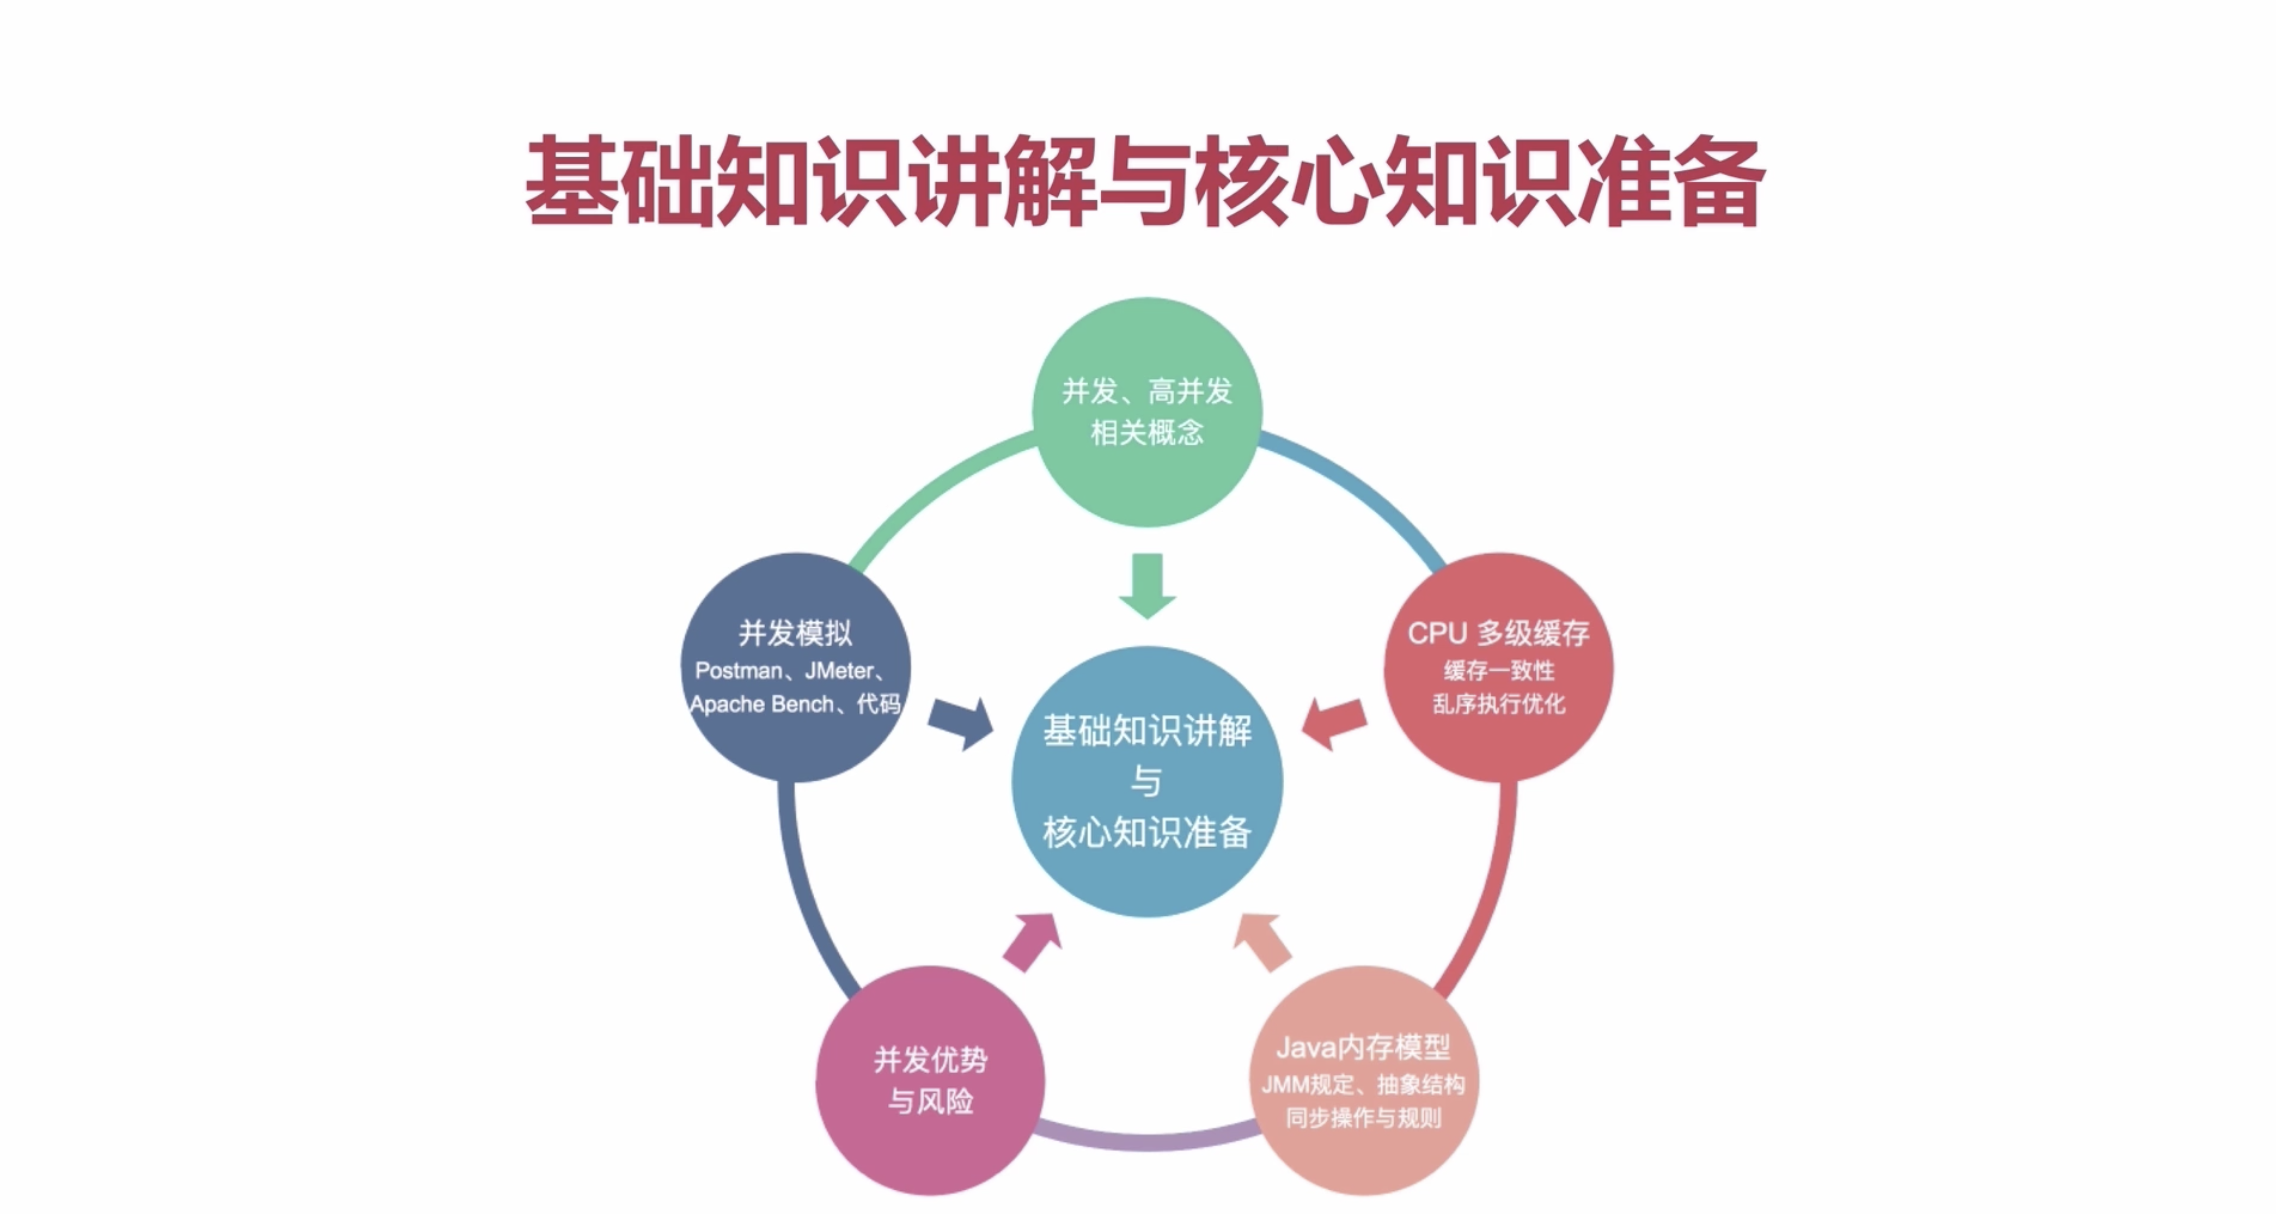 基础知识讲解与核心知识准备
并发、高并发
相关概念
并发模拟
Postman、JMeter、
Apache Bench、代码
CPU 多级缓存
缓存一致性
乱序执行优化
基础知识讲解
与
核心知识准备
并发优势
与风险
Java内存模型
JMM规定、抽象结构
同步操作与规则